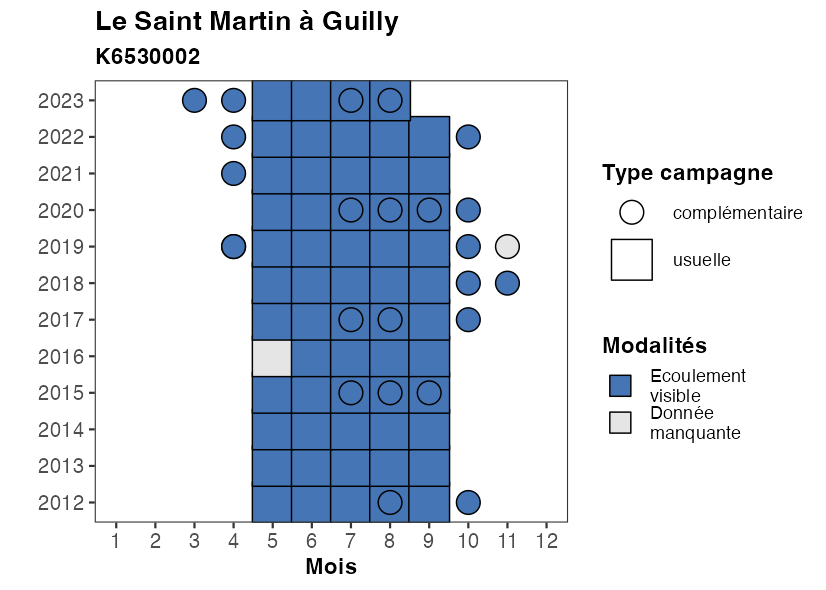 Le Saint Martin à Guilly
K6530002
2023
2022
2021
2020
2019
2018
2017
2016
2015
2014
2013
2012
1 2 3 4 5 6 7 8 9 10 11 12
Mois
Type campagne
complémentaire
usuelle
Modalités
Ecoulement
visible
Donnée
manquante